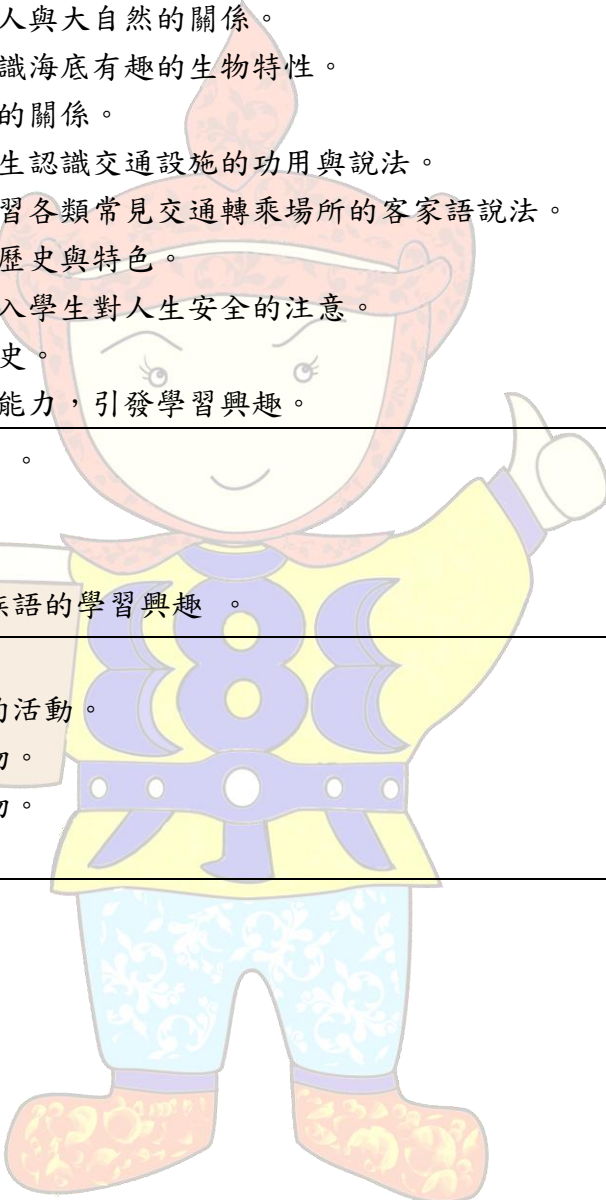 人與大自然的關係。
識海底有趣的生物特性。
的關係。
生認識交通設施的功用與說法。
習各類常見交通轉乘場所的客家語說法。
歷史與特色。
入學生對人生安全的注意。
史。
能力，引發學習興趣。
。
族語的學習興趣 。
的活動。
。
。